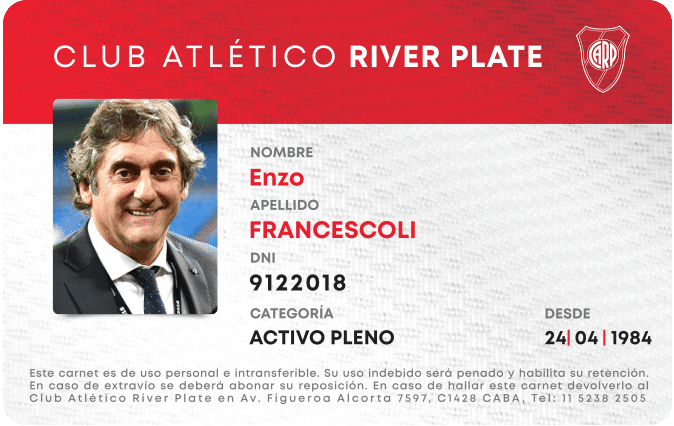 CLUB ATLÉTICO RIVER PLATE
CARP
NOMBRE
Enzo
APELLIDO
FRANCESCOLI
DNI
9122018
CATEGORÍA
ACTIVO PLENO
DESDE
24| 04 | 1984
Este carnet es de uso personal e intransferible. Su uso indebido será penado y habilita su retención.
En caso de extravío se deberá abonar su reposición. En caso de hallar este carnet devolverlo al
Club Atlético River Plate en Av. Figueroa Alcorta 7597, C1428 CABA, Tel: 11 5238 2505